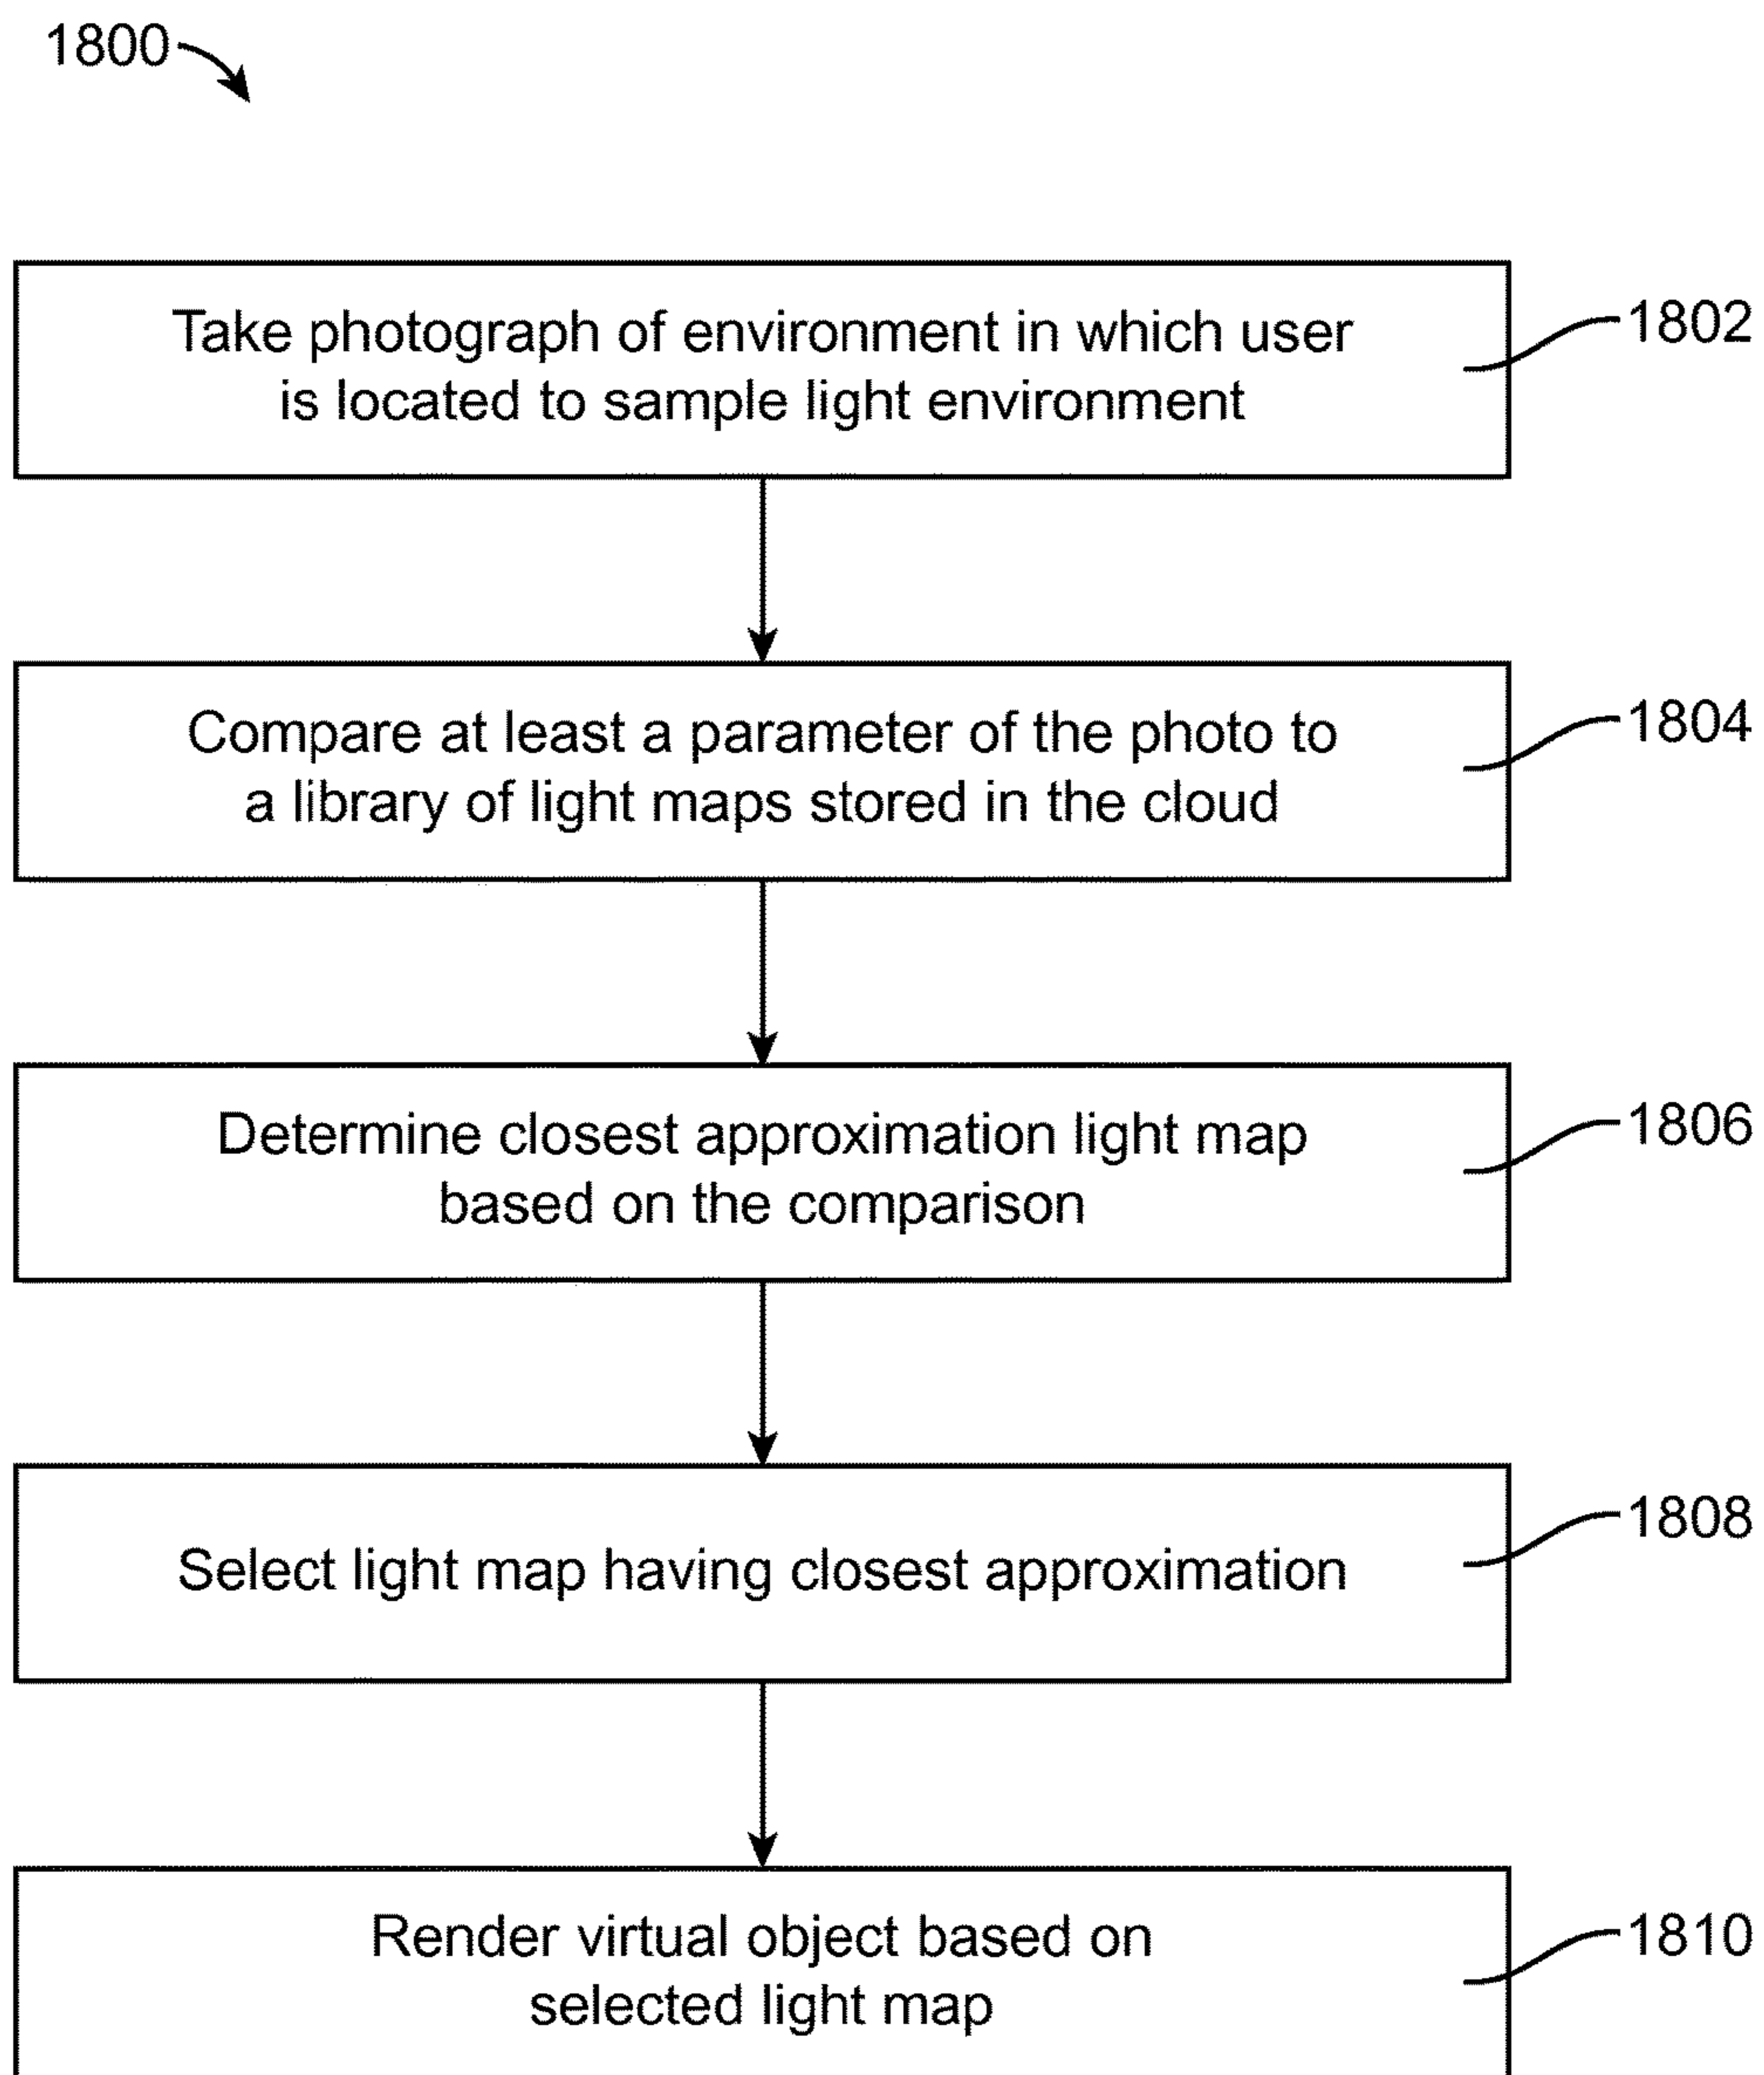 1800
Take photograph of environment in which user
is located to sample light environment
1802
Compare at least a parameter of the photo to
a library of light maps stored in the cloud
1804
Determine closest approximation light map
based on the comparison
1806
Select light map having closest approximation
1808
Render virtual object based on
selected light map
1810